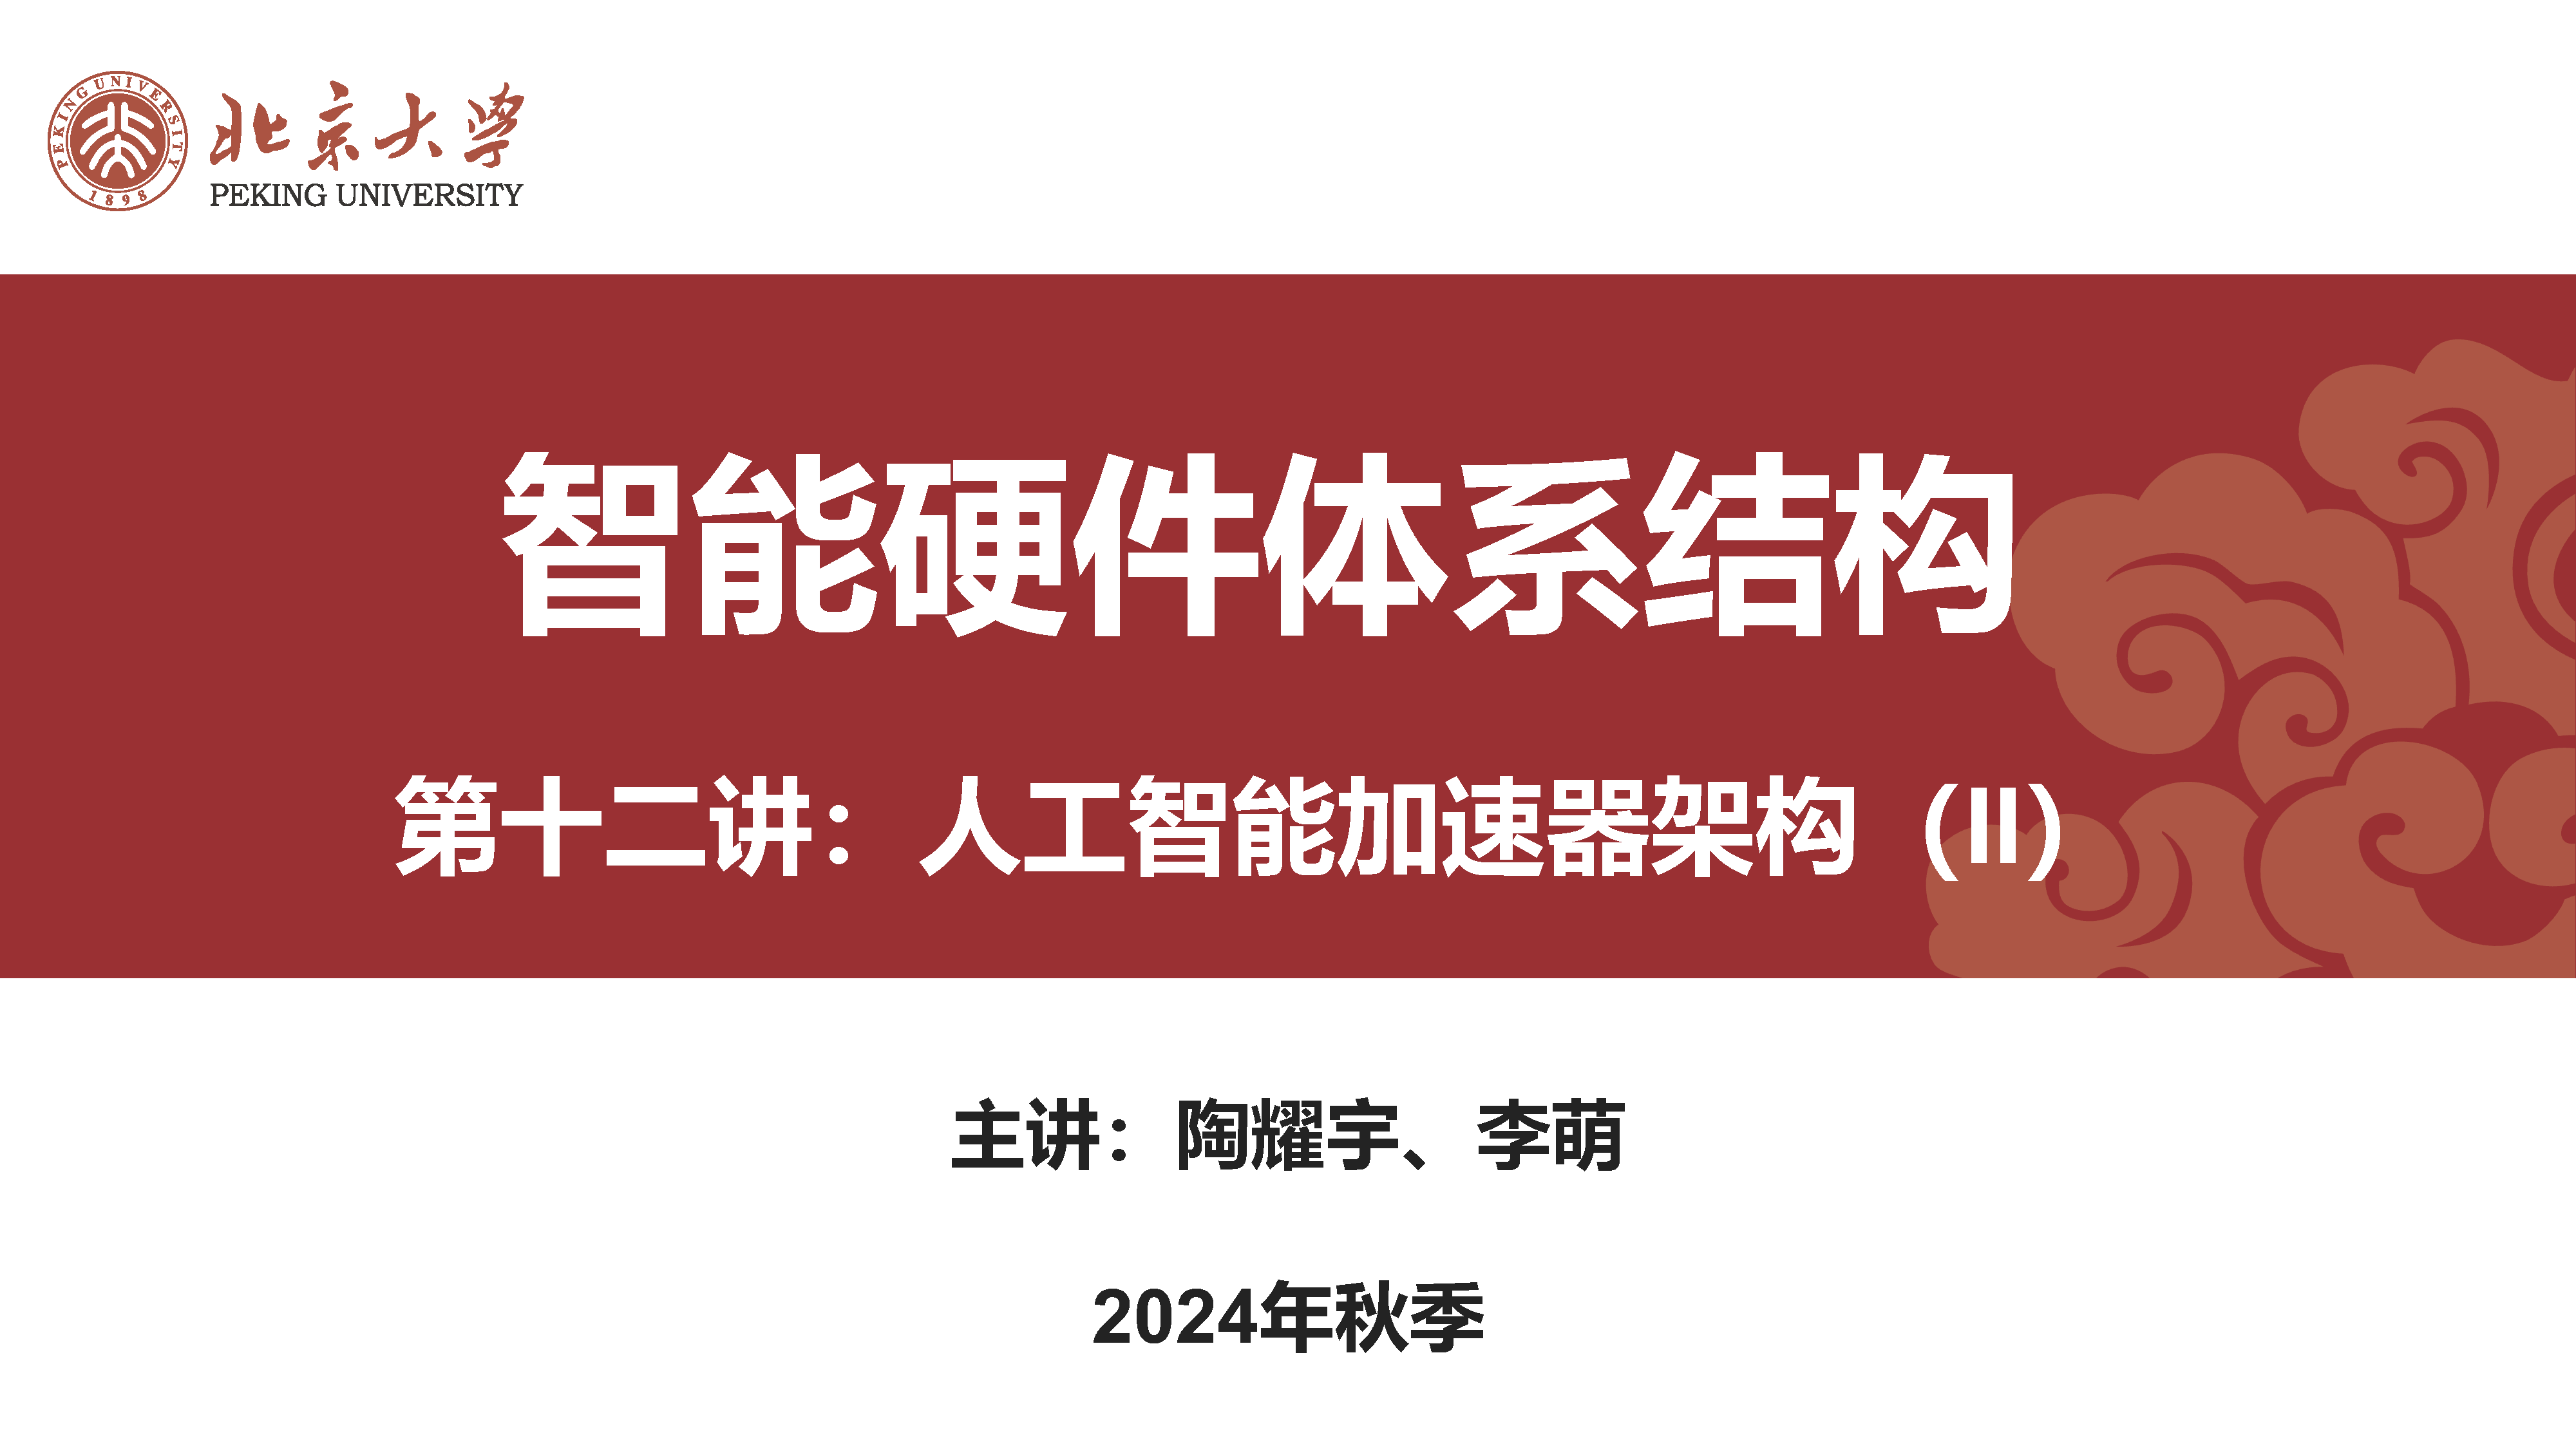 PEKING UNIVERSITY
1898
北京大学
PEKING UNIVERSITY
智能硬件体系结构
第十二讲：人工智能加速器架构（II)
主讲：陶耀宇、李萌
2024年秋季